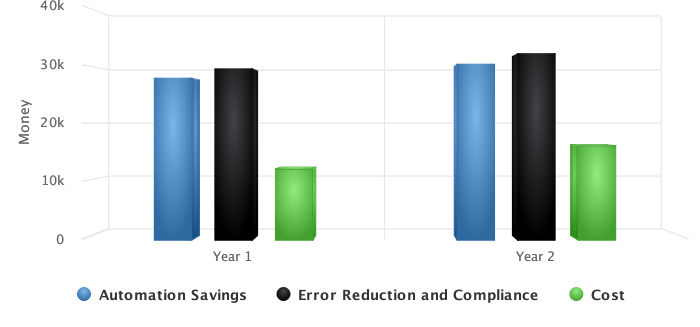 40k
30k
20k
10k
0
Money
Year 1
Year 2
Automation Savings
Error Reduction and Compliance
Cost